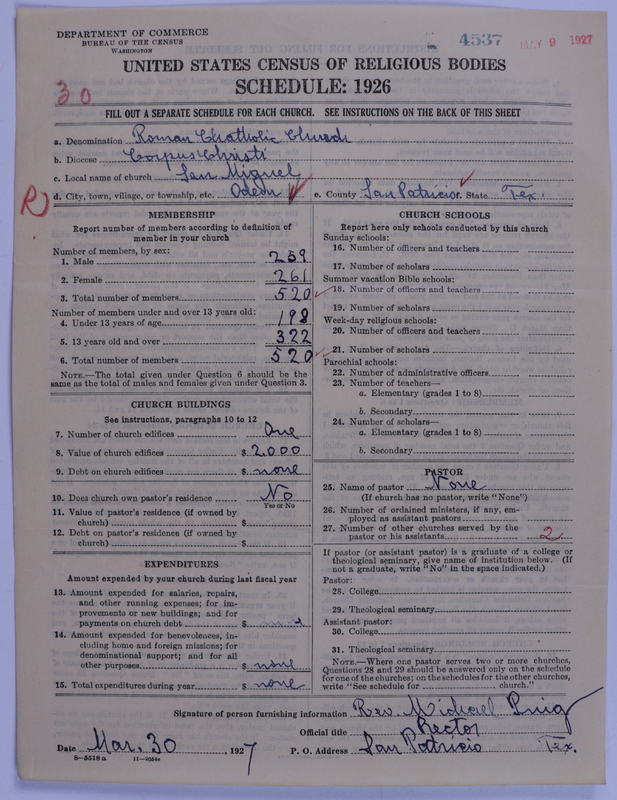 DEPARTMENT OF COMMERCE
BUREAU OF THE CENSUS
WASHINGTON
4537
MAY 9 1927
UNITED STATES CENSUS OF RELIGIOUS BODIES
SCHEDULE: 1926
30
FILL OUT A SEPARATE SCHEDULE FOR EACH CHURCH. SEE INSTRUCTIONS ON THE BACK OF THIS SHEET
a. Denomination Roman Catholic Church
b. Diocese Corpus Christi
c. Local name of church San Miguel
d. City, town, village, or township, etc. Odem e. County San Patricio f. State Tex.
R
MEMBERSHIP
Report number of members according to definition of
member in your church
Number of members, by sex:
1. Male 259
2. Female 261
3. Total number of members 520
Number of members under and over 13 years old:
4. Under 13 years of age 198
5. 13 years old and over 322
6. Total number of members 520
NOTE.—The total given under Question 6 should be the
same as the total of males and females given under Question 3.
CHURCH BUILDINGS
See instructions, paragraphs 10 to 12
7. Number of church edifices One
8. Value of church edifices $2000
9. Debt on church edifices $none
10. Does church own pastor's residence No
Yes or No
11. Value of pastor's residence (if owned by
church) $
12. Debt on pastor's residence (if owned by
church) $
EXPENDITURES
Amount expended by your church during last fiscal year
13. Amount expended for salaries, repairs,
and other running expenses; for im-
provements or new buildings; and for
payments on church debt $
14. Amount expended for benevolences, in-
cluding home and foreign missions; for
denominational support; and for all
other purposes $none
15. Total expenditures during year $none
CHURCH SCHOOLS
Report here only schools conducted by this church
Sunday schools:
16. Number of officers and teachers
17. Number of scholars
Summer vacation Bible schools:
18. Number of officers and teachers
19. Number of scholars
Week-day religious schools:
20. Number of officers and teachers
21. Number of scholars
Parochial schools:
22. Number of administrative officers
23. Number of teachers—
a. Elementary (grades 1 to 8)
b. Secondary
24. Number of scholars—
a. Elementary (grades 1 to 8)
b. Secondary
PASTOR
25. Name of pastor None
(If church has no pastor, write "None")
26. Number of ordained ministers, if any, em-
ployed as assistant pastors
27. Number of other churches served by the
pastor or his assistants 2
If pastor (or assistant pastor) is a graduate of a college or
theological seminary, give name of institution below. (If
not a graduate, write "No" in the space indicated.)
Pastor:
28. College
29. Theological seminary
Assistant pastor:
30. College
31. Theological seminary
NOTE.—Where one pastor serves two or more churches,
Questions 28 and 29 should be answered only on the schedule
for one of the churches; on the schedules for the other churches,
write "See schedule for church."
Signature of person furnishing information Rev Michael Puig
Official title Rector
Date Mar. 30, 1927 P. O. Address San Patricio Tex.
8—5518 a 11—9554c